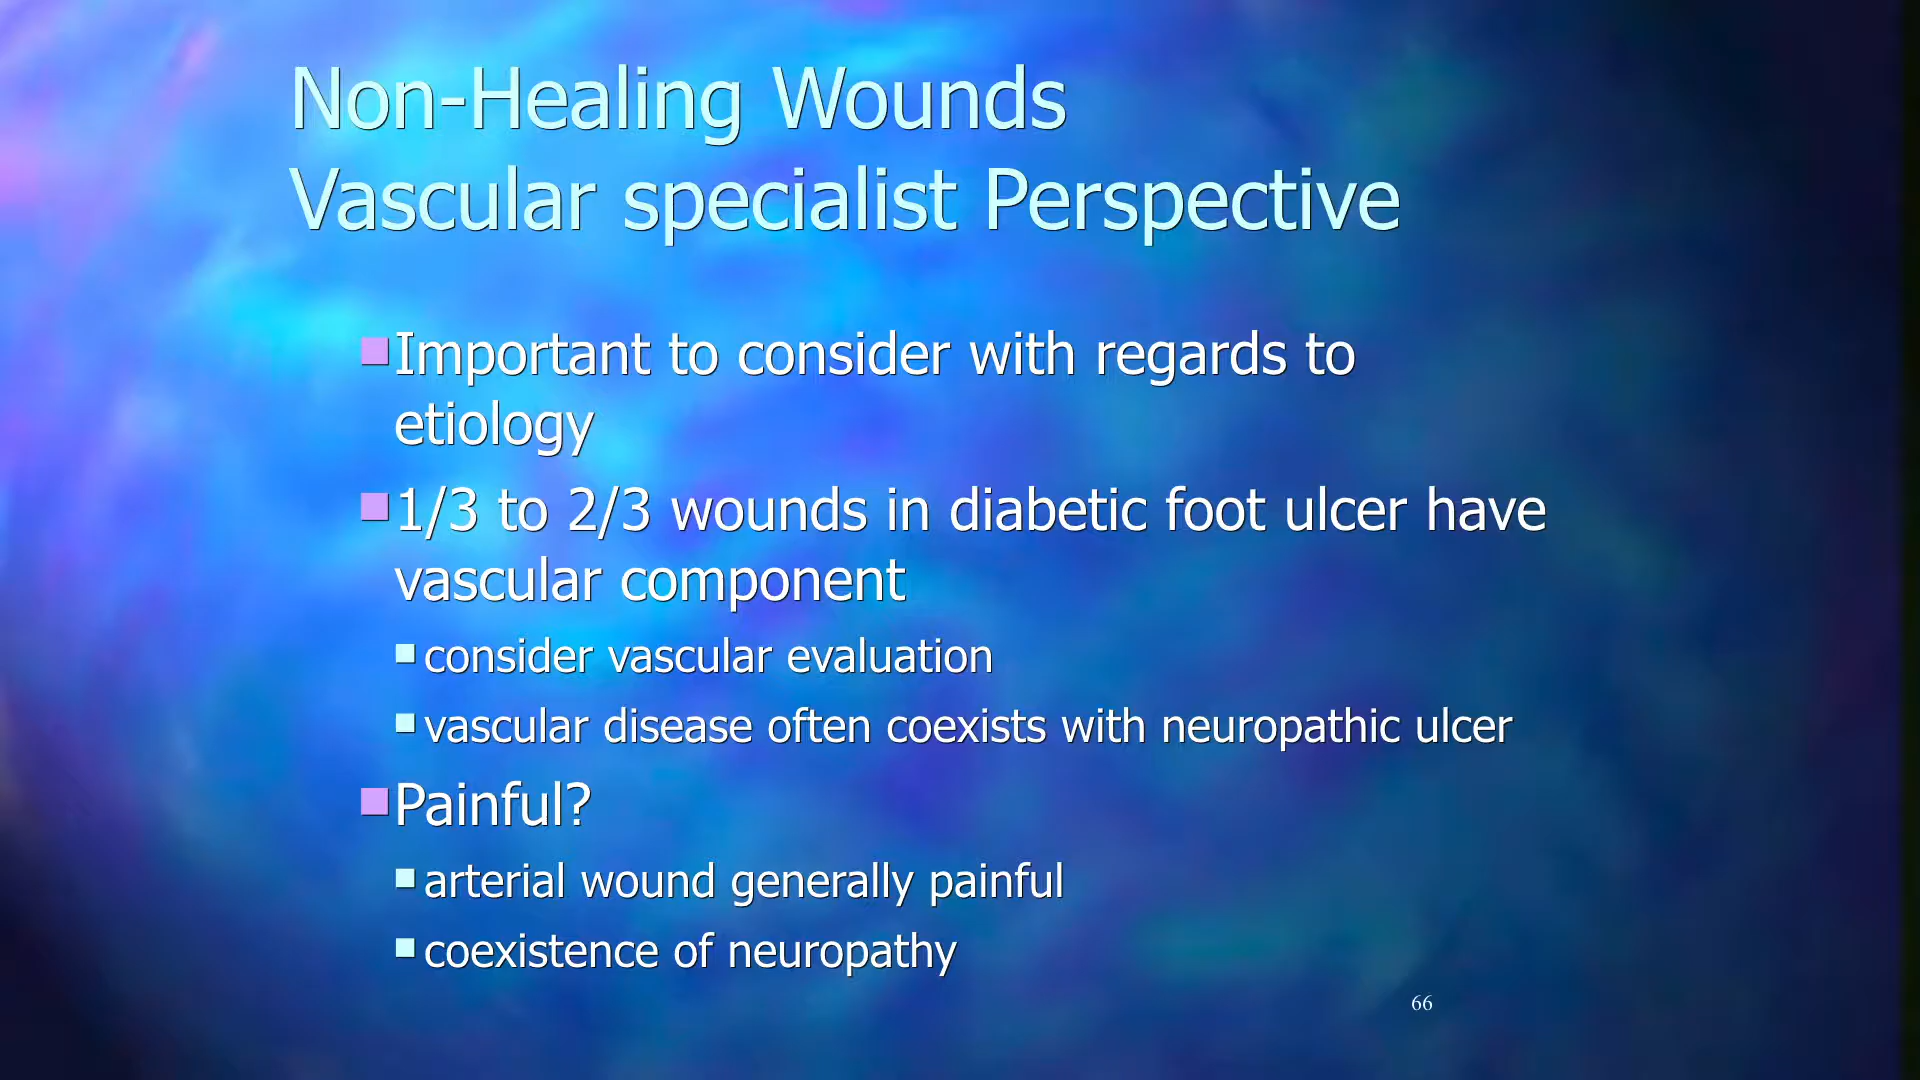 Non-Healing Wounds
Vascular specialist Perspective
Important to consider with regards to
etiology
1/3 to 2/3 wounds in diabetic foot ulcer have
vascular component
consider vascular evaluation
vascular disease often coexists with neuropathic ulcer
Painful?
arterial wound generally painful
coexistence of neuropathy
66